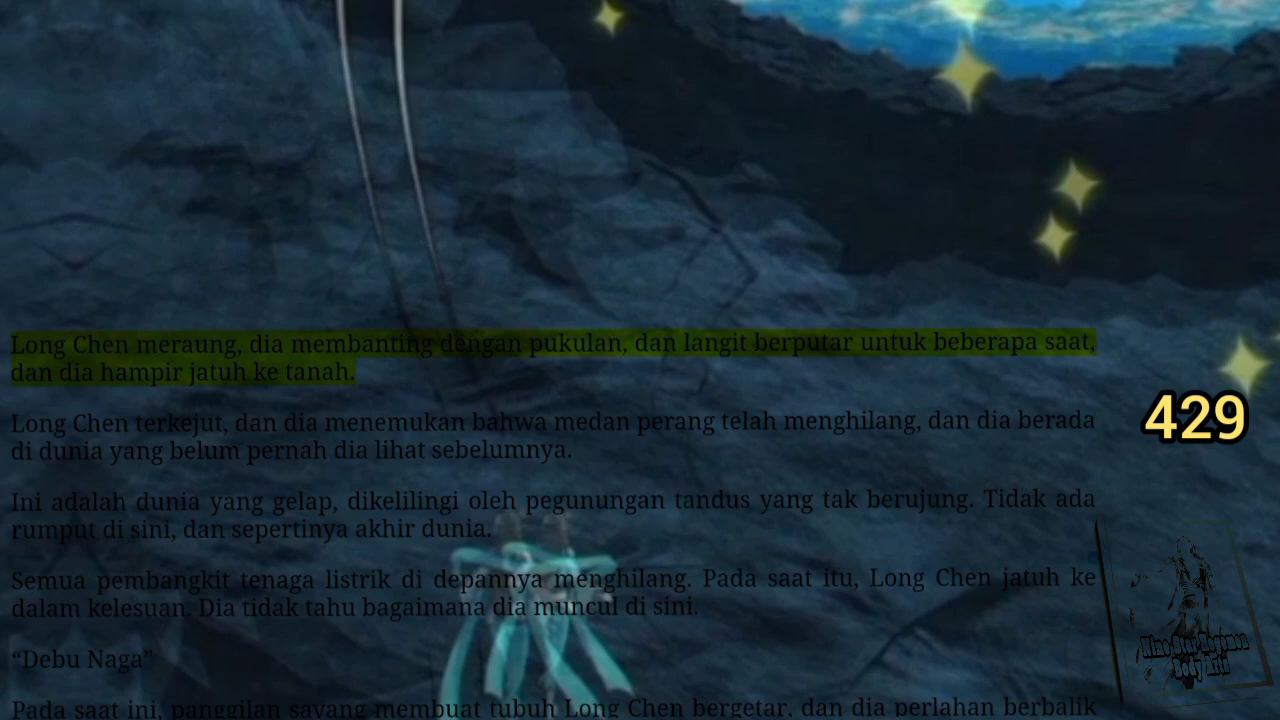 Long Chen meraung, dia membanting dengan pukulan, dan langit berputar untuk beberapa saat,
dan dia hampir jatuh ke tanah.
Long Chen terkejut, dan dia menemukan bahwa medan perang telah menghilang, dan dia berada
di dunia yang belum pernah dia lihat sebelumnya.
429
Ini adalah dunia yang gelap, dikelilingi oleh pegunungan tandus yang tak berujung. Tidak ada
rumput di sini, dan sepertinya akhir dunia.
Semua pembangkit tenaga listrik di depannya menghilang. Pada saat itu, Long Chen jatuh ke
dalam kelesuan. Dia tidak tahu bagaimana dia muncul di sini.
Nine Star Hegemon
Body Arts
“Debu Naga”
Pada saat ini, panggilan sayang membuat tubuh Long Chen bergetar, dan dia perlahan berbalik